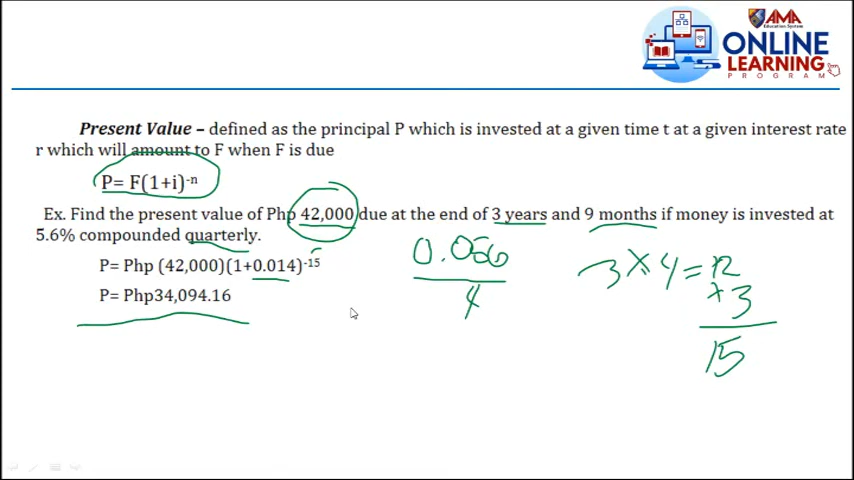 AMA
Education System
ONLINE
LEARNING
PROGRAM
Present Value – defined as the principal P which is invested at a given time t at a given interest rate
r which will amount to F when F is due
P= F(1+i)⁻ⁿ
Ex. Find the present value of Php 42,000 due at the end of 3 years and 9 months if money is invested at
5.6% compounded quarterly.
P= Php (42,000)(1+0.014)⁻¹⁵
P= Php34,094.16
0.056
4
3 × 4 = 12
+ 3
15